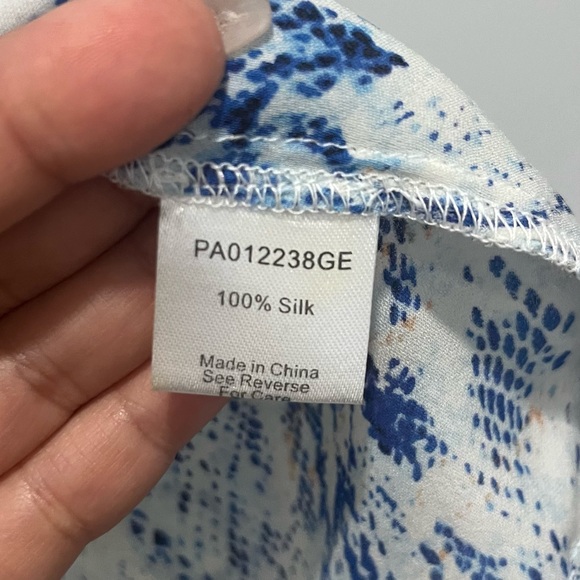 PA012238GE
100% Silk
Made in China
See Reverse
For Care